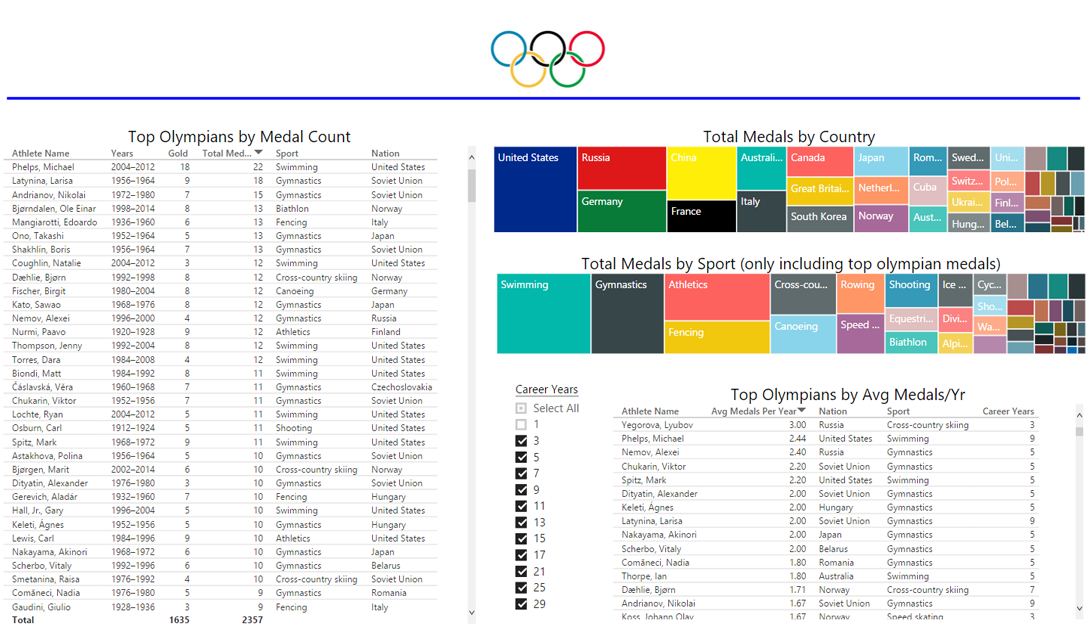 Top Olympians by Medal Count
Athlete Name Years Gold Total Med... Sport Nation
Phelps, Michael 2004–2012 18 22 Swimming United States
Latynina, Larisa 1956–1964 9 18 Gymnastics Soviet Union
Andrianov, Nikolai 1972–1980 7 15 Gymnastics Soviet Union
Bjørndalen, Ole Einar 1998–2014 8 13 Biathlon Norway
Mangiarotti, Edoardo 1936–1960 6 13 Fencing Italy
Ono, Takashi 1952–1964 5 13 Gymnastics Japan
Shakhlin, Boris 1956–1964 7 13 Gymnastics Soviet Union
Coughlin, Natalie 2004–2012 3 12 Swimming United States
Dæhlie, Bjørn 1992–1998 8 12 Cross-country skiing Norway
Fischer, Birgit 1980–2004 8 12 Canoeing Germany
Kato, Sawao 1968–1976 8 12 Gymnastics Japan
Nemov, Alexei 1996–2000 4 12 Gymnastics Russia
Nurmi, Paavo 1920–1928 9 12 Athletics Finland
Thompson, Jenny 1992–2004 8 12 Swimming United States
Torres, Dara 1984–2008 4 12 Swimming United States
Biondi, Matt 1984–1992 8 11 Swimming United States
Čáslavská, Věra 1960–1968 7 11 Gymnastics Czechoslovakia
Chukarin, Viktor 1952–1956 7 11 Gymnastics Soviet Union
Lochte, Ryan 2004–2012 5 11 Swimming United States
Osburn, Carl 1912–1924 5 11 Shooting United States
Spitz, Mark 1968–1972 9 11 Swimming United States
Astakhova, Polina 1956–1964 5 10 Gymnastics Soviet Union
Bjørgen, Marit 2002–2014 6 10 Cross-country skiing Norway
Dityatin, Alexander 1976–1980 3 10 Gymnastics Soviet Union
Gerevich, Aladár 1932–1960 7 10 Fencing Hungary
Hall, Jr., Gary 1996–2004 5 10 Swimming United States
Keleti, Ágnes 1952–1956 5 10 Gymnastics Hungary
Lewis, Carl 1984–1996 9 10 Athletics United States
Nakayama, Akinori 1968–1972 6 10 Gymnastics Japan
Scherbo, Vitaly 1992–1996 6 10 Gymnastics Belarus
Smetanina, Raisa 1976–1992 4 10 Cross-country skiing Soviet Union
Comăneci, Nadia 1976–1980 5 9 Gymnastics Romania
Gaudini, Giulio 1928–1936 3 9 Fencing Italy
Total 1635 2357
Total Medals by Country
United States Russia China Australi... Canada Japan Rom... Swed... Uni...
Great Britai... Netherl... Cuba Switz... Pol...
Germany France Italy South Korea Norway Aust... Ukrai... Finl...
Hung... Bel...
Total Medals by Sport (only including top olympian medals)
Swimming Gymnastics Athletics Cross-cou... Rowing Shooting Ice ... Cyc...
Sho...
Fencing Canoeing Speed ... Equestri... Divi... Wa...
Biathlon Alpi...
Career Years
Select All
1
3
5
7
9
11
13
15
17
21
25
29
Top Olympians by Avg Medals/Yr
Athlete Name Avg Medals Per Year Nation Sport Career Years
Yegorova, Lyubov 3.00 Russia Cross-country skiing 3
Phelps, Michael 2.44 United States Swimming 9
Nemov, Alexei 2.40 Russia Gymnastics 5
Chukarin, Viktor 2.20 Soviet Union Gymnastics 5
Spitz, Mark 2.20 United States Swimming 5
Dityatin, Alexander 2.00 Soviet Union Gymnastics 5
Keleti, Ágnes 2.00 Hungary Gymnastics 5
Latynina, Larisa 2.00 Soviet Union Gymnastics 9
Nakayama, Akinori 2.00 Japan Gymnastics 5
Scherbo, Vitaly 2.00 Belarus Gymnastics 5
Comăneci, Nadia 1.80 Romania Gymnastics 5
Thorpe, Ian 1.80 Australia Swimming 5
Dæhlie, Bjørn 1.71 Norway Cross-country skiing 7
Andrianov, Nikolai 1.67 Soviet Union Gymnastics 9
Koss, Johann Olav 1.67 Norway Speed skating 3